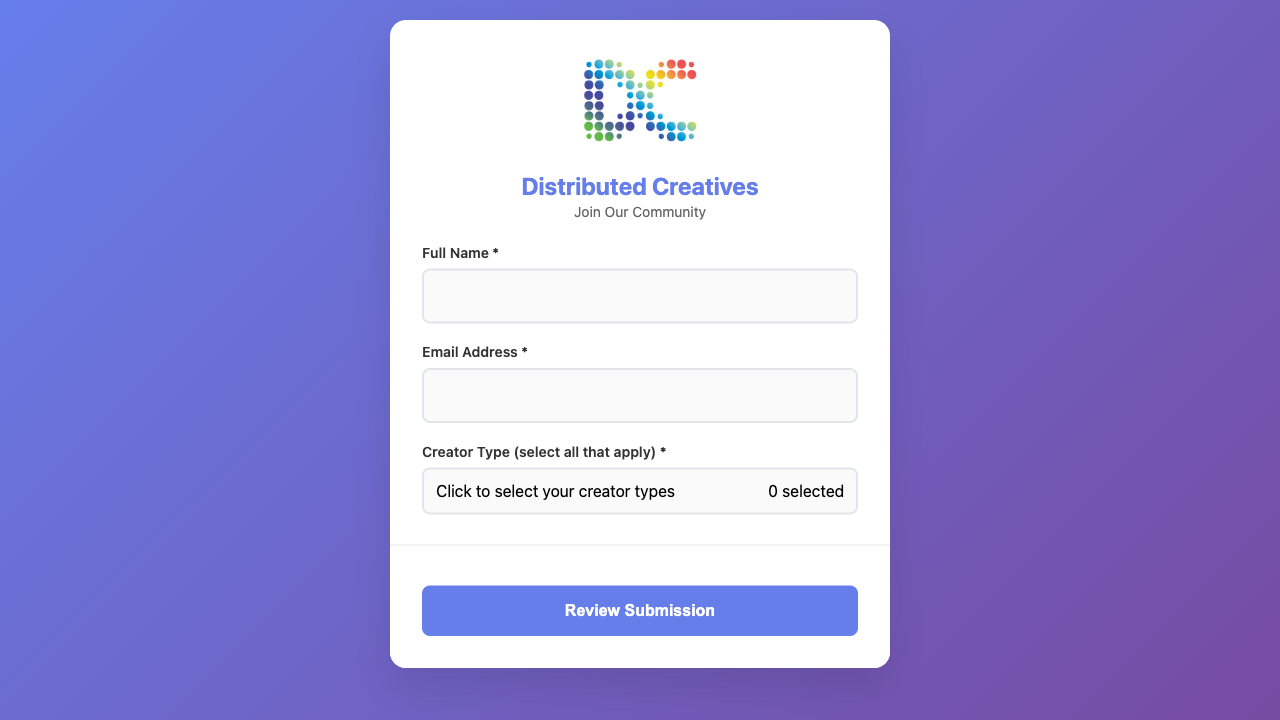 DC
Distributed Creatives
Join Our Community
Full Name *
Email Address *
Creator Type (select all that apply) *
Click to select your creator types 0 selected
Review Submission